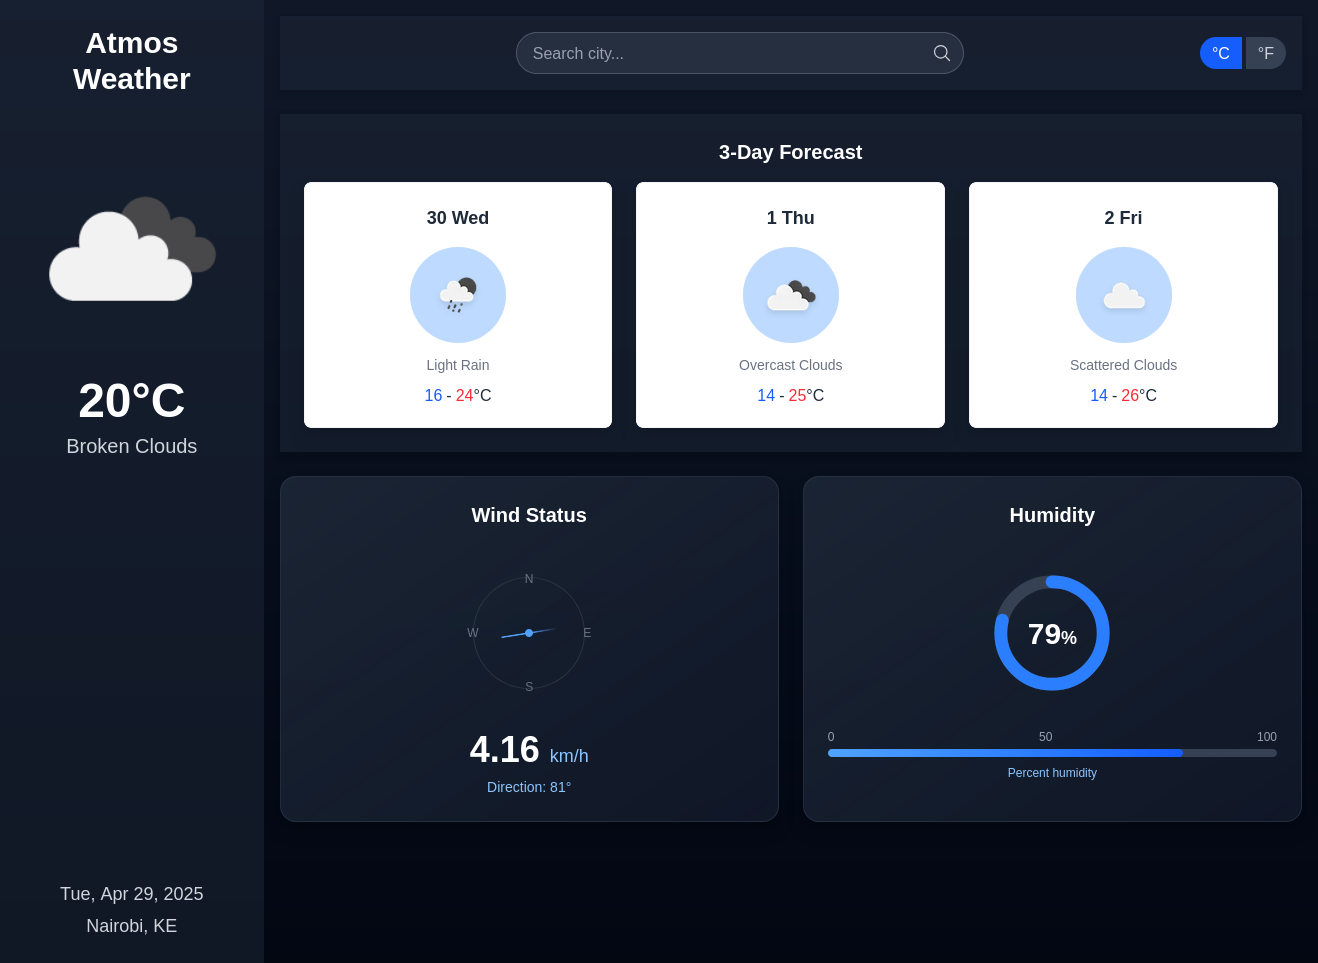 Atmos
Weather
20°C
Broken Clouds
Tue, Apr 29, 2025
Nairobi, KE
Search city...
°C
°F
3-Day Forecast
30 Wed
Light Rain
16 - 24°C
1 Thu
Overcast Clouds
14 - 25°C
2 Fri
Scattered Clouds
14 - 26°C
Wind Status
N
W
E
S
4.16 km/h
Direction: 81°
Humidity
79%
0 50 100
Percent humidity